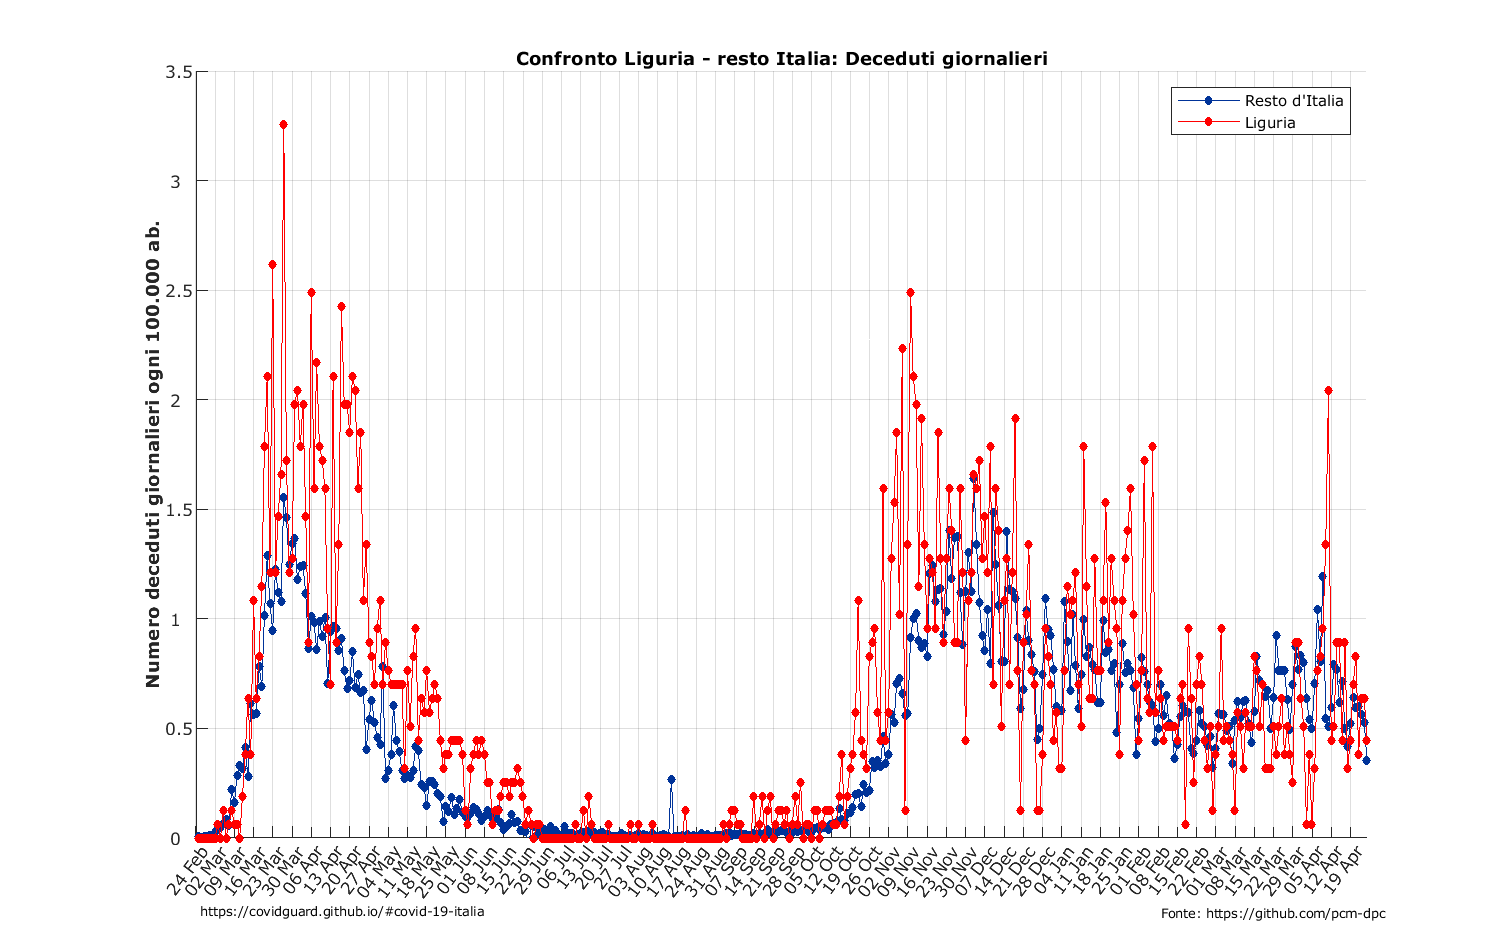 Confronto Liguria - resto Italia: Deceduti giornalieri
Resto d'Italia
Liguria
Numero deceduti giornalieri ogni 100.000 ab.
3.5
3
2.5
2
1.5
1
0.5
0
24 Feb
02 Mar
09 Mar
16 Mar
23 Mar
30 Mar
06 Apr
13 Apr
20 Apr
27 Apr
04 May
11 May
18 May
25 May
01 Jun
08 Jun
15 Jun
22 Jun
29 Jun
06 Jul
13 Jul
20 Jul
27 Jul
03 Aug
10 Aug
17 Aug
24 Aug
31 Aug
07 Sep
14 Sep
21 Sep
28 Sep
05 Oct
12 Oct
19 Oct
26 Oct
02 Nov
09 Nov
16 Nov
23 Nov
30 Nov
07 Dec
14 Dec
21 Dec
28 Dec
04 Jan
11 Jan
18 Jan
25 Jan
01 Feb
08 Feb
15 Feb
22 Feb
01 Mar
08 Mar
15 Mar
22 Mar
29 Mar
05 Apr
12 Apr
19 Apr
https://covidguard.github.io/#covid-19-italia
Fonte: https://github.com/pcm-dpc